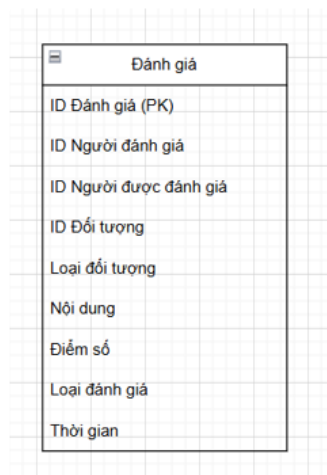 Đánh giá
ID Đánh giá (PK)
ID Người đánh giá
ID Người được đánh giá
ID Đối tượng
Loại đối tượng
Nội dung
Điểm số
Loại đánh giá
Thời gian